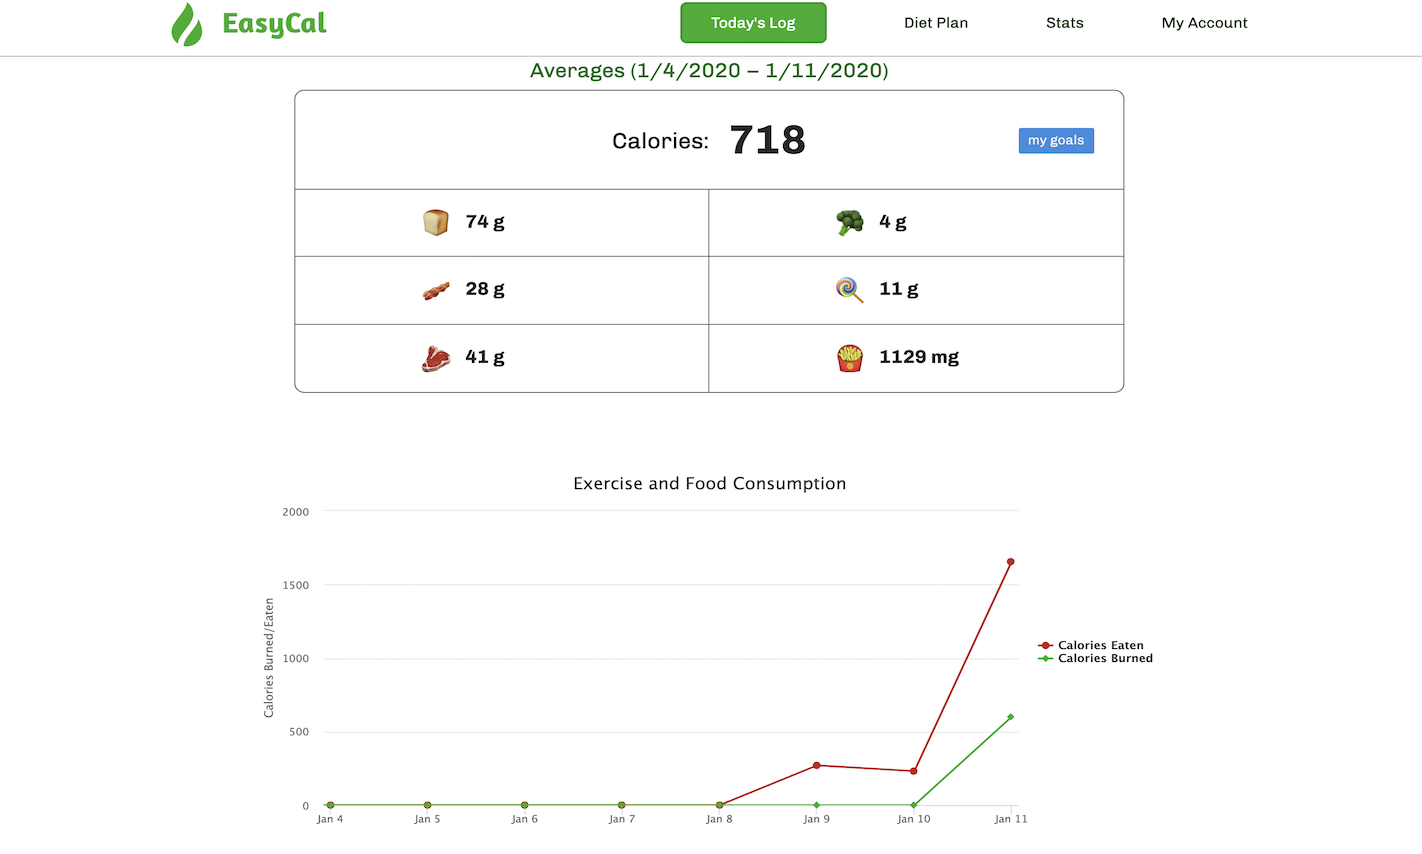 EasyCal
Today's Log
Diet Plan
Stats
My Account
Averages (1/4/2020 – 1/11/2020)
Calories: 718
my goals
74 g
4 g
28 g
11 g
41 g
1129 mg
Exercise and Food Consumption
2000
1500
1000
500
0
Calories Burned/Eaten
Jan 4
Jan 5
Jan 6
Jan 7
Jan 8
Jan 9
Jan 10
Jan 11
Calories Eaten
Calories Burned